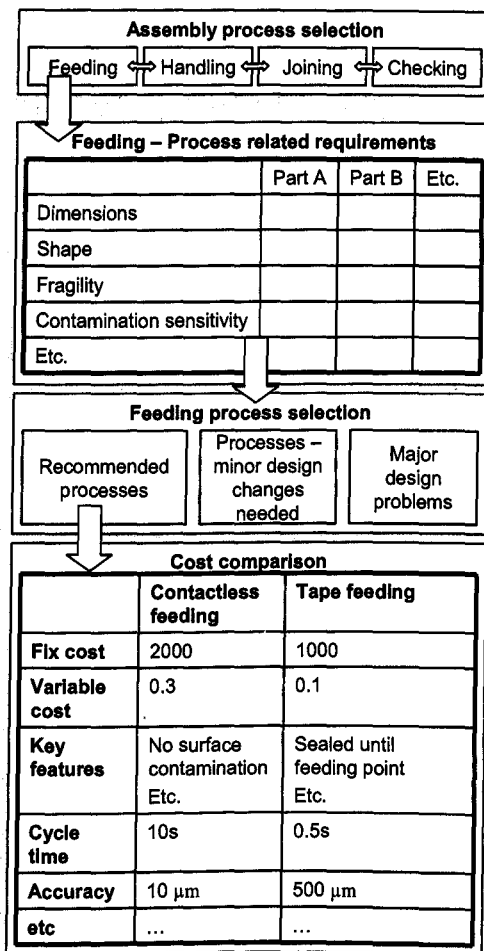 Assembly process selection
Feeding Handling Joining Checking
Feeding – Process related requirements
Part A Part B Etc.
Dimensions
Shape
Fragility
Contamination sensitivity
Etc.
Feeding process selection
Recommended
processes
Processes –
minor design
changes
needed
Major
design
problems
Cost comparison
Contactless
feeding
Tape feeding
Fix cost 2000 1000
Variable
cost
0.3 0.1
Key
features
No surface
contamination
Etc.
Sealed until
feeding point
Etc.
Cycle
time
10s 0.5s
Accuracy 10 μm 500 μm
etc ... ...